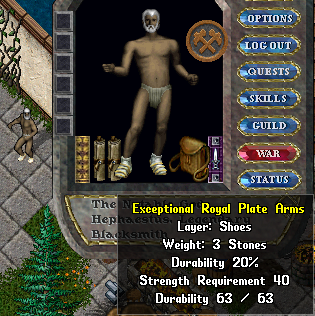 OPTIONS
LOG OUT
QUESTS
SKILLS
GUILD
WAR
STATUS
Exceptional Royal Plate Arms
Layer: Shoes
Weight: 3 Stones
Durability 20%
Strength Requirement 40
Durability 63 / 63
Blacksmith